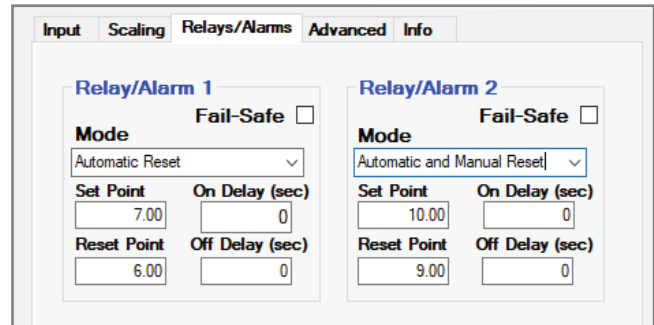 Input Scaling Relays/Alarms Advanced Info
Relay/Alarm 1
Fail-Safe
Mode
Automatic Reset
Set Point On Delay (sec)
7.00 0
Reset Point Off Delay (sec)
6.00 0
Relay/Alarm 2
Fail-Safe
Mode
Automatic and Manual Reset
Set Point On Delay (sec)
10.00 0
Reset Point Off Delay (sec)
9.00 0